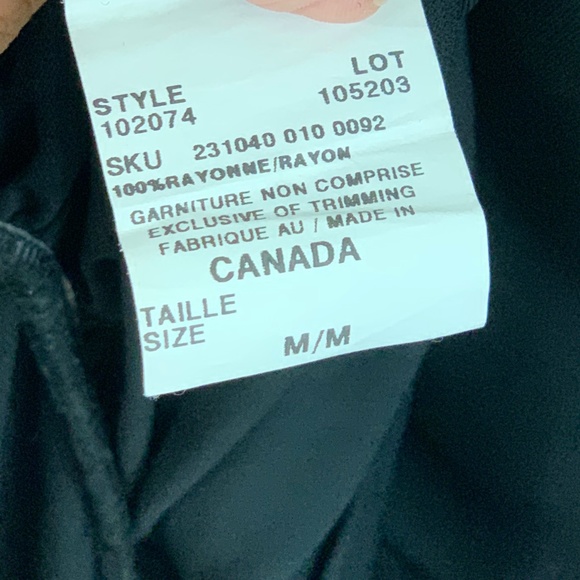 STYLE LOT
102074 105203
SKU 231040 010 0092
100%RAYONNE/RAYON
GARNITURE NON COMPRISE
EXCLUSIVE OF TRIMMING
FABRIQUE AU / MADE IN
CANADA
TAILLE
SIZE M/M